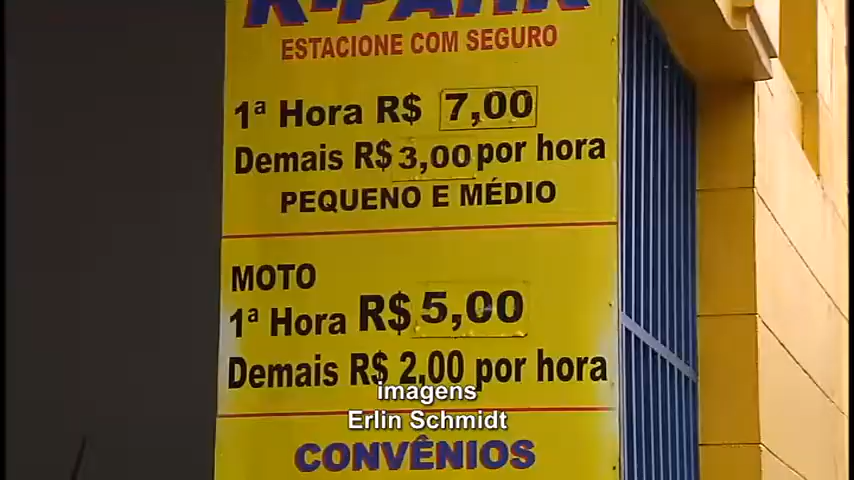 K-PARK
ESTACIONE COM SEGURO
1ª Hora R$ 7,00
Demais R$ 3,00 por hora
PEQUENO E MÉDIO
MOTO
1ª Hora R$ 5,00
Demais R$ 2,00 por hora
imagens
Erlin Schmidt
CONVÊNIOS